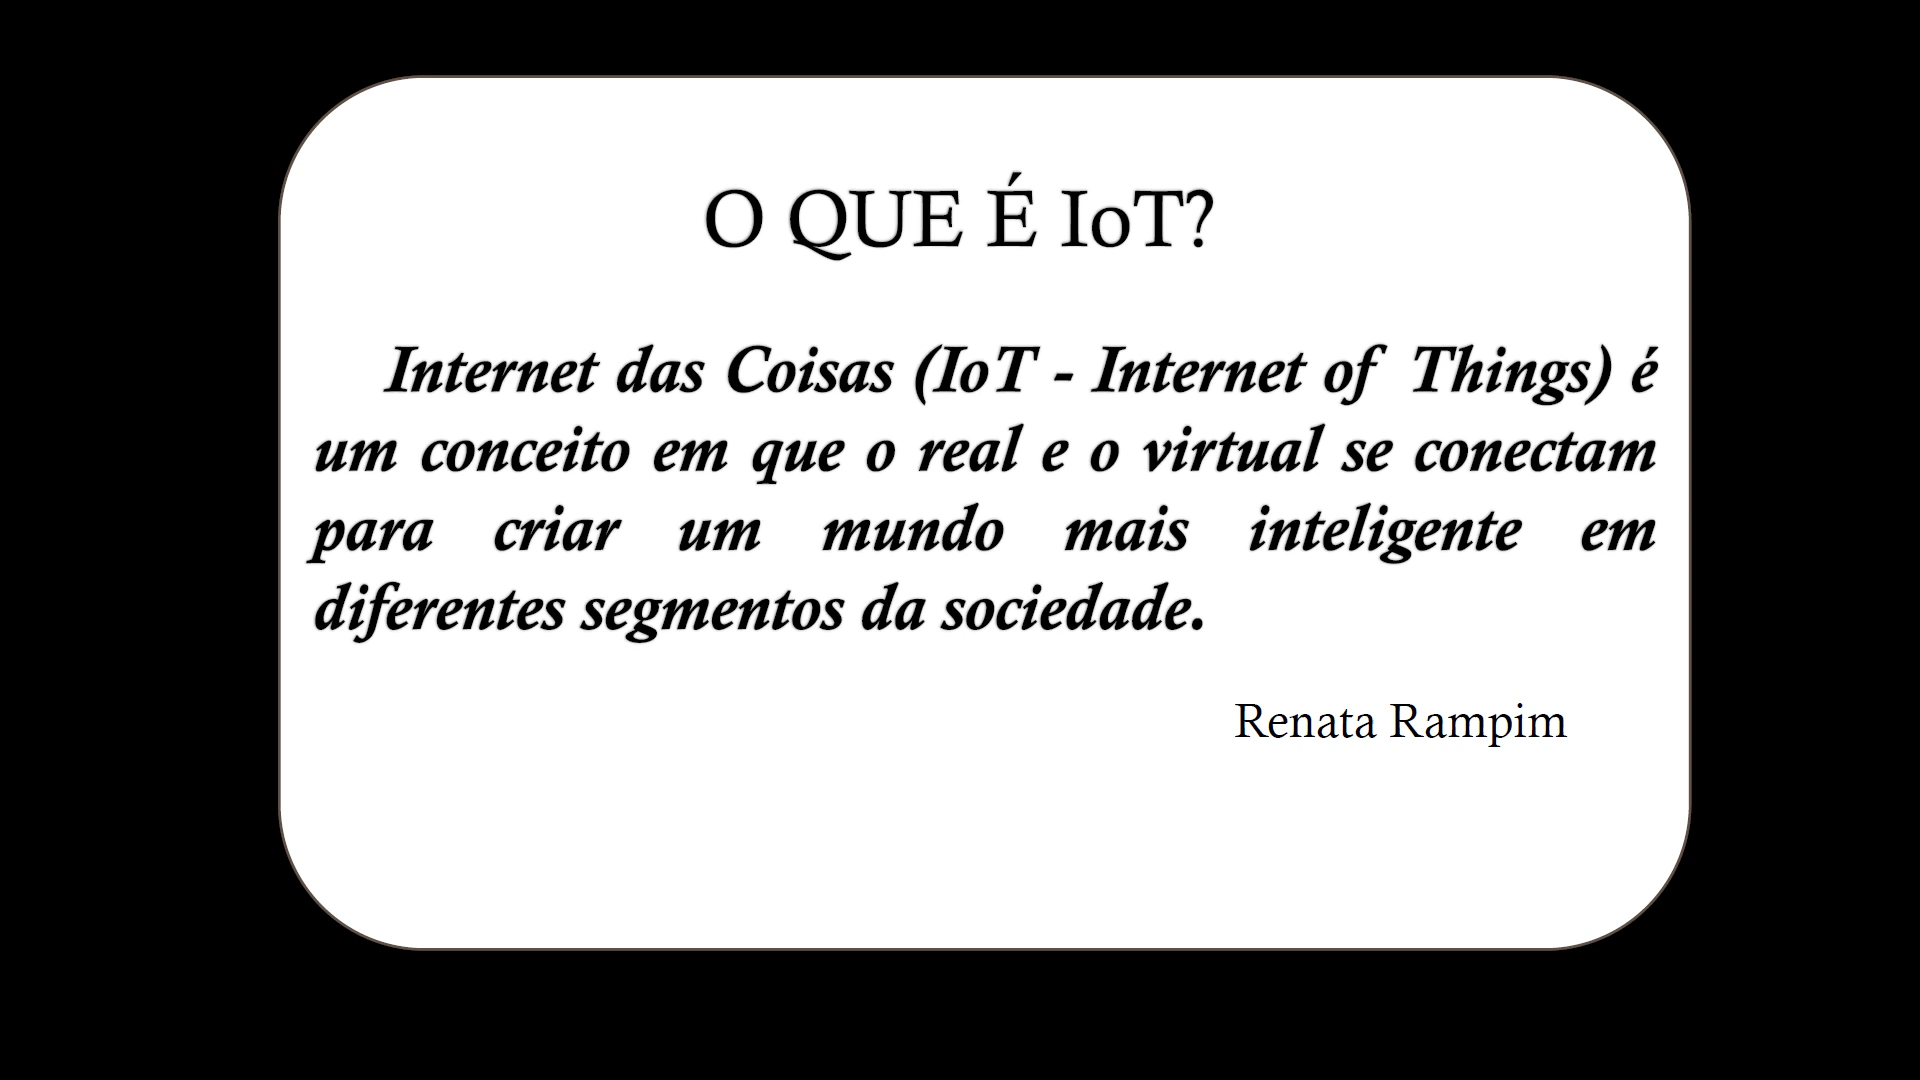 O QUE É IoT?
Internet das Coisas (IoT - Internet of Things) é
um conceito em que o real e o virtual se conectam
para criar um mundo mais inteligente em
diferentes segmentos da sociedade.
Renata Rampim